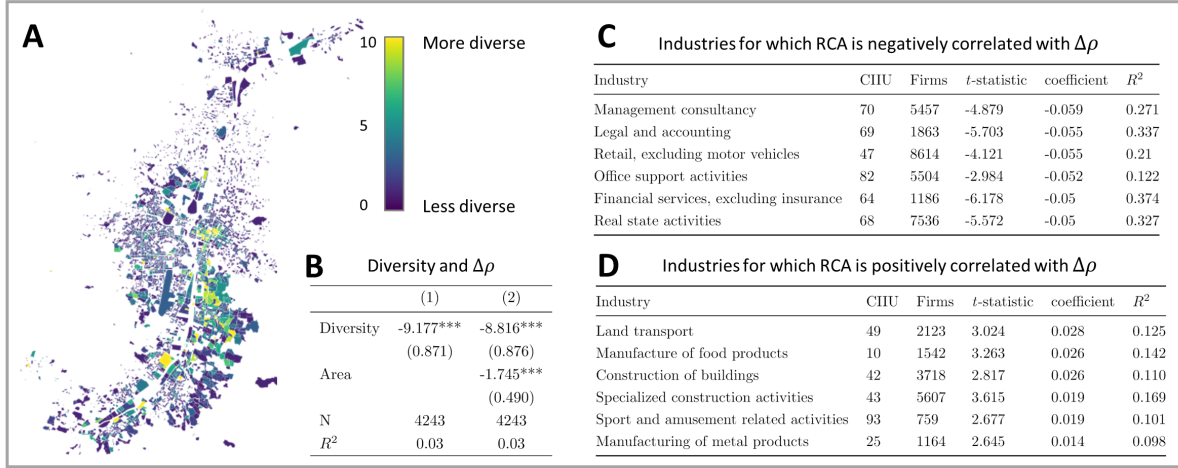 A
10
More diverse
5
0
Less diverse
B
Diversity and Δρ
(1) (2)
Diversity -9.177*** -8.816***
(0.871) (0.876)
Area -1.745***
(0.490)
N 4243 4243
R² 0.03 0.03
C
Industries for which RCA is negatively correlated with Δρ
Industry CIIU Firms t-statistic coefficient R²
Management consultancy 70 5457 -4.879 -0.059 0.271
Legal and accounting 69 1863 -5.703 -0.055 0.337
Retail, excluding motor vehicles 47 8614 -4.121 -0.055 0.21
Office support activities 82 5504 -2.984 -0.052 0.122
Financial services, excluding insurance 64 1186 -6.178 -0.05 0.374
Real state activities 68 7536 -5.572 -0.05 0.327
D
Industries for which RCA is positively correlated with Δρ
Industry CIIU Firms t-statistic coefficient R²
Land transport 49 2123 3.024 0.028 0.125
Manufacture of food products 10 1542 3.263 0.026 0.142
Construction of buildings 42 3718 2.817 0.026 0.110
Specialized construction activities 43 5607 3.615 0.019 0.169
Sport and amusement related activities 93 759 2.677 0.019 0.101
Manufacturing of metal products 25 1164 2.645 0.014 0.098